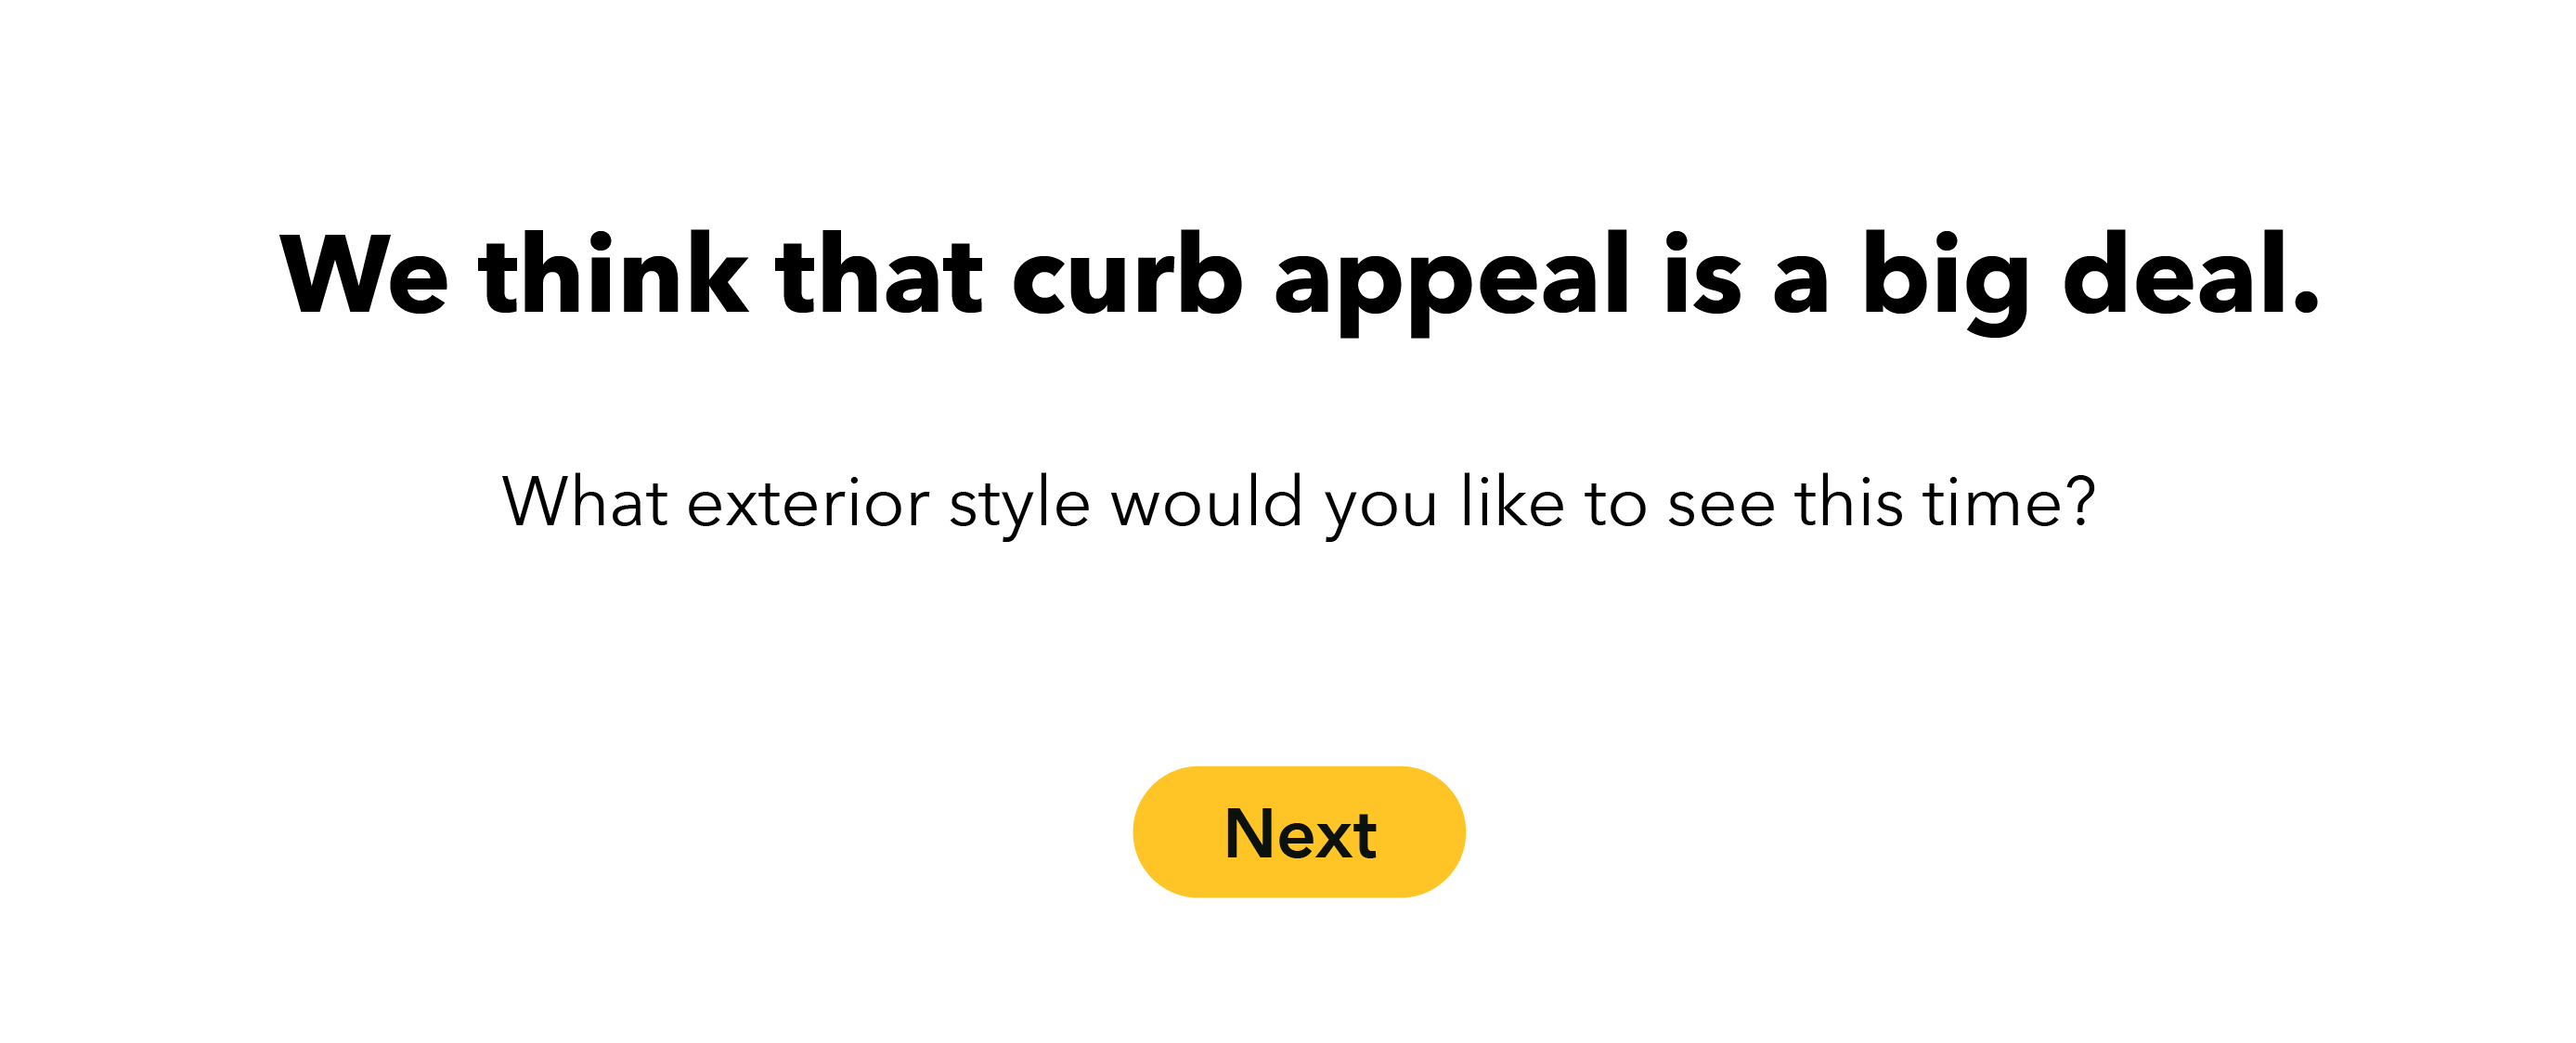 We think that curb appeal is a big deal.
What exterior style would you like to see this time?
Next